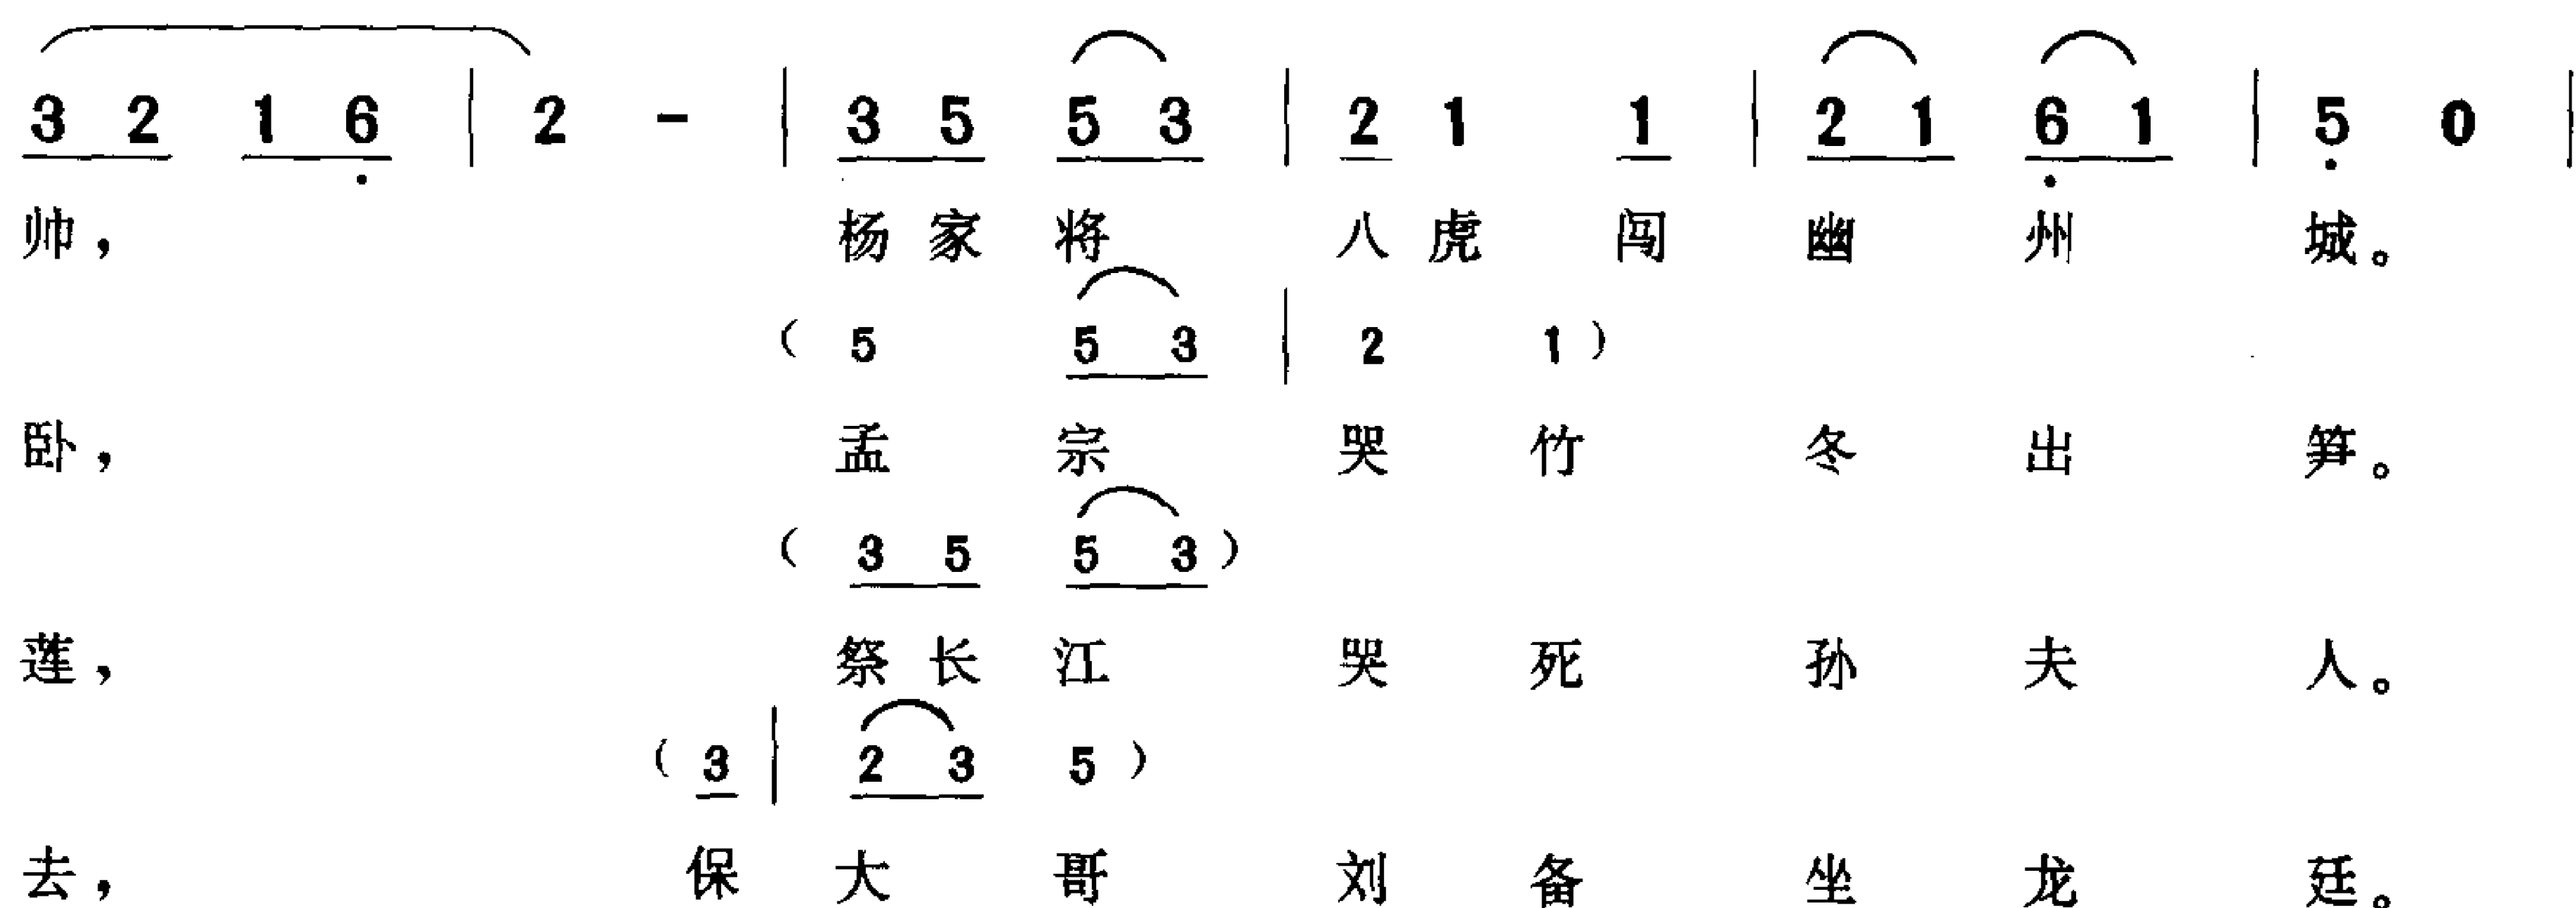 3 2 1 6 | 2 - | 3 5 5 3 | 2 1 1 | 2 1 6 1 | 5 0 |
帅， 杨 家 将 八 虎 闯 幽 州 城。
（ 5 5 3 | 2 1 ）
卧， 孟 宗 哭 竹 冬 出 笋。
（ 3 5 5 3 ）
莲， 祭 长 江 哭 死 孙 夫 人。
（ 3 | 2 3 5 ）
去， 保 大 哥 刘 备 坐 龙 廷。